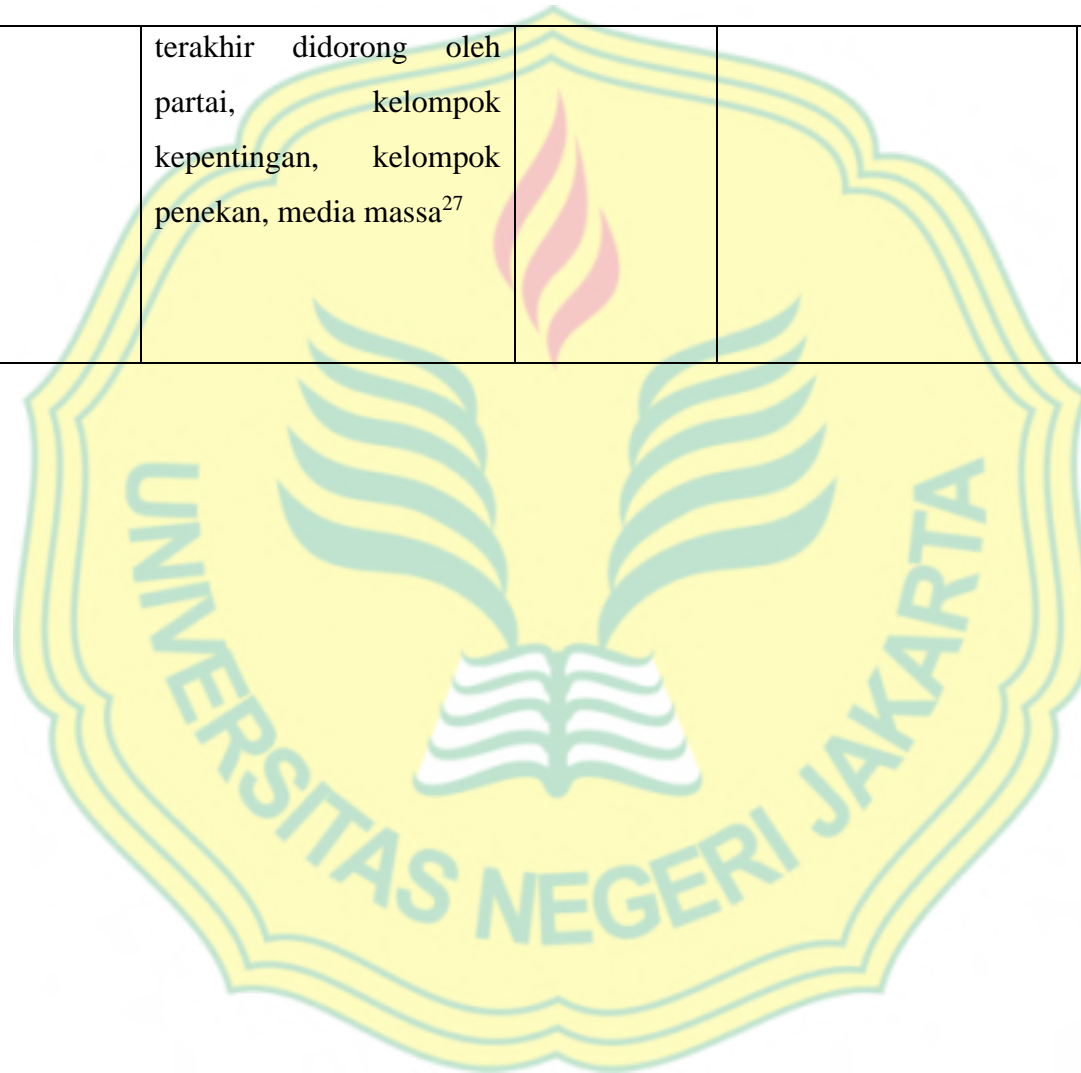 terakhir didorong oleh
partai, kelompok
kepentingan, kelompok
penekan, media massa27
UNIVERSITAS NEGERI JAKARTA